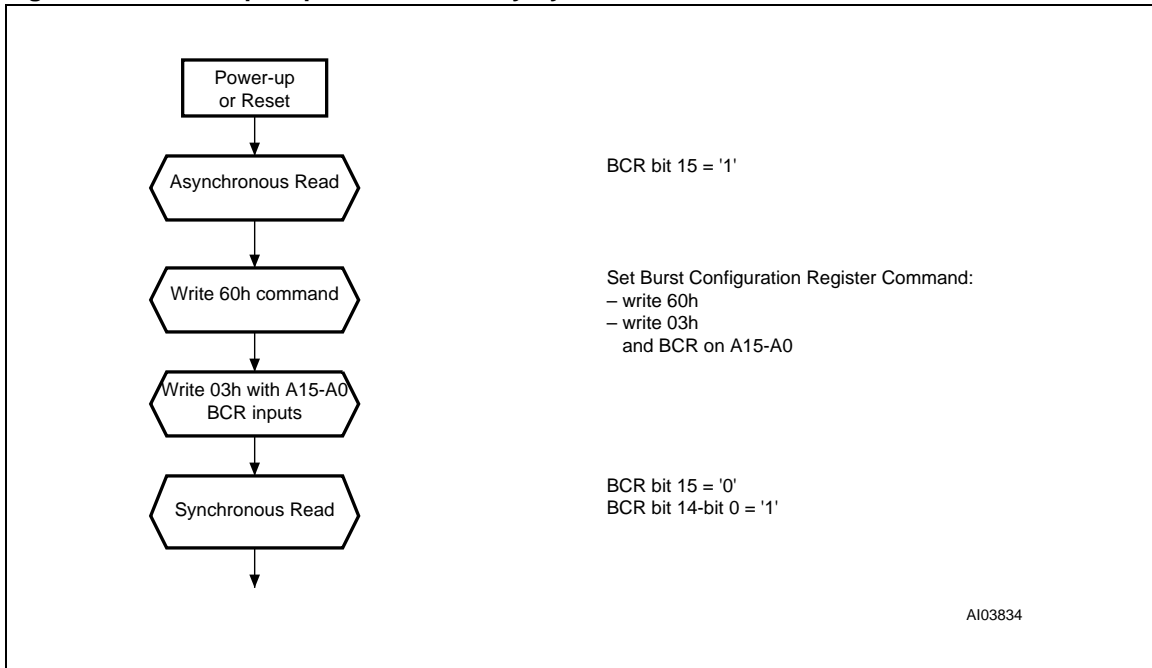 Power-up
or Reset
Asynchronous Read
BCR bit 15 = '1'
Write 60h command
Set Burst Configuration Register Command:
– write 60h
– write 03h
and BCR on A15-A0
Write 03h with A15-A0
BCR inputs
Synchronous Read
BCR bit 15 = '0'
BCR bit 14-bit 0 = '1'
AI03834